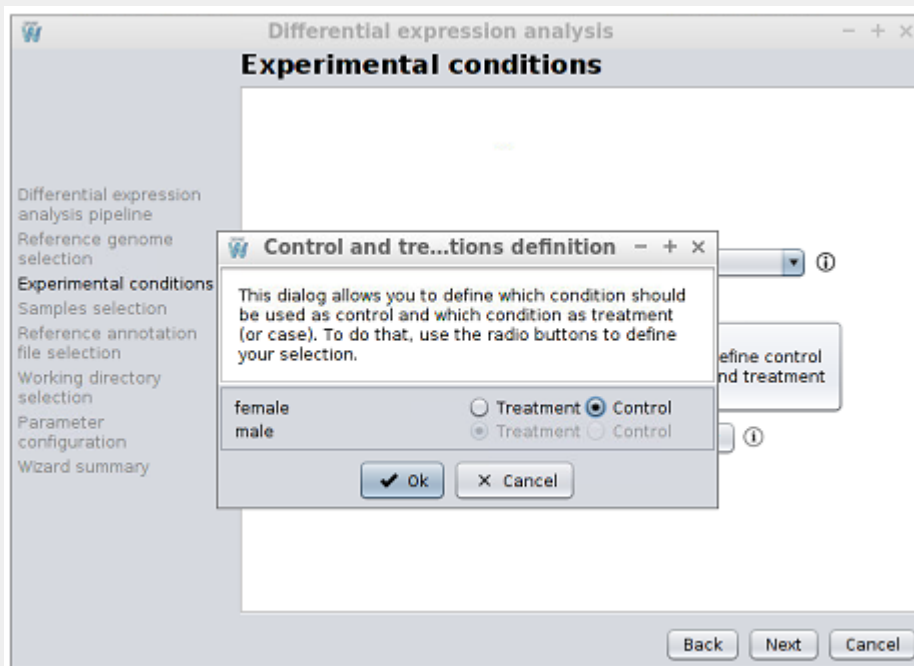 Differential expression analysis
Experimental conditions
Differential expression
analysis pipeline
Reference genome
selection
Experimental conditions
Samples selection
Reference annotation
file selection
Working directory
selection
Parameter
configuration
Wizard summary
Control and tre...tions definition
This dialog allows you to define which condition should
be used as control and which condition as treatment
(or case). To do that, use the radio buttons to define
your selection.
female Treatment Control
male Treatment Control
Ok Cancel
efine control
nd treatment
Back Next Cancel